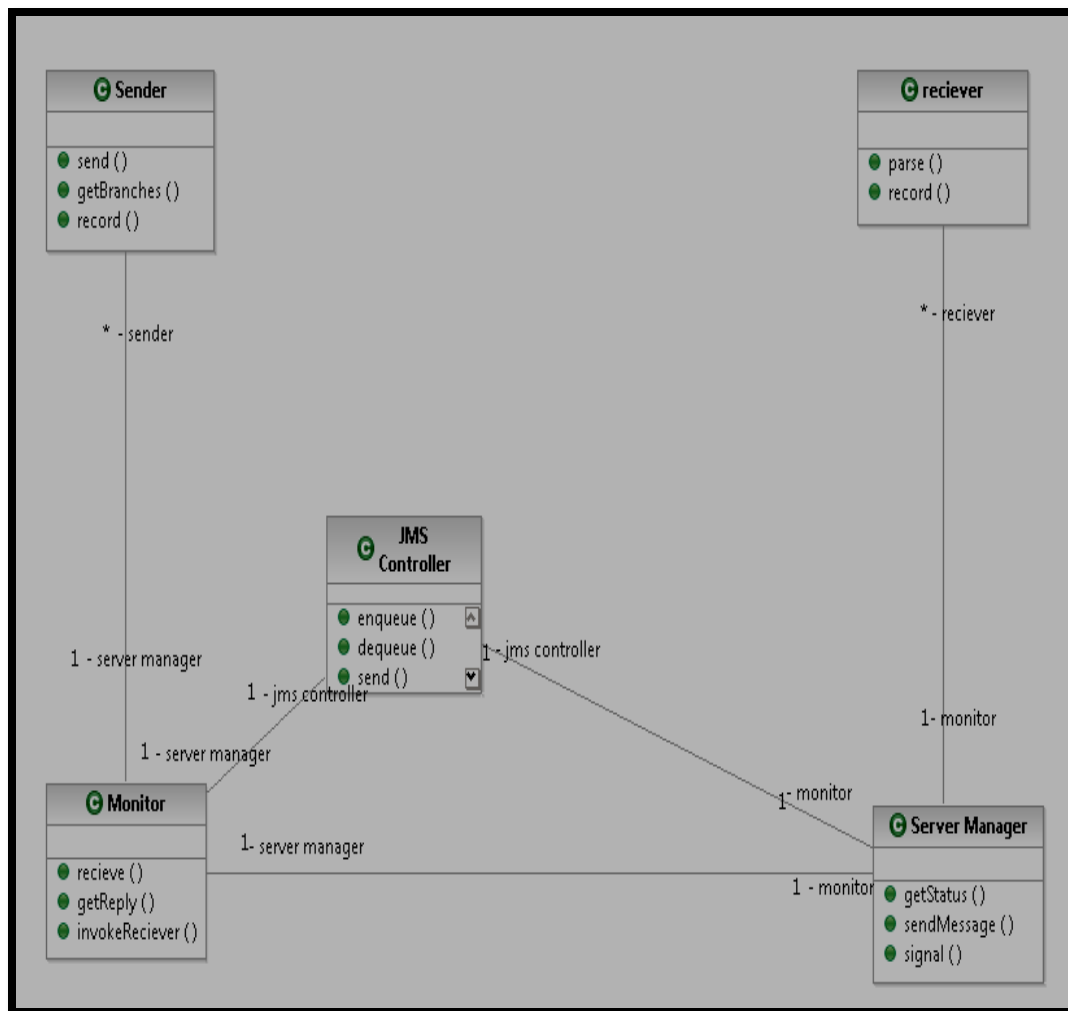 Sender
send ()
getBranches ()
record ()
reciever
parse ()
record ()
* - sender
* - reciever
JMS
Controller
enqueue ()
dequeue ()
send ()
1 - server manager
1 - jms controller
1 - jms controller
1 - server manager
1- monitor
1- monitor
Monitor
recieve ()
getReply ()
invokeReciever ()
1- server manager
1 - monitor
Server Manager
getStatus ()
sendMessage ()
signal ()